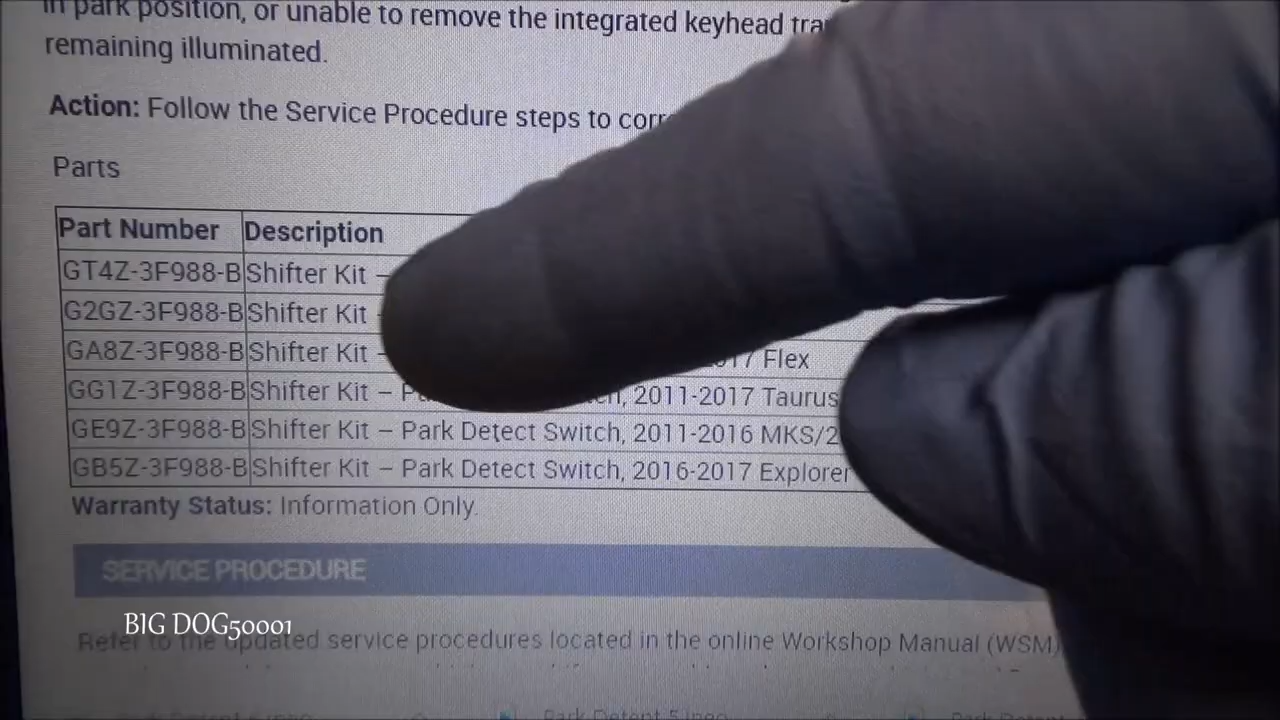 in park position, or unable to remove the integrated keyhead
remaining illuminated.
Action: Follow the Service Procedure steps to
Parts
Part Number Description
GT4Z-3F988-B Shifter Kit –
G2GZ-3F988-B Shifter Kit
GA8Z-3F988-B Shifter Kit - Flex
GG1Z-3F988-B Shifter Kit – 2011-2017 Taurus
GE9Z-3F988-B Shifter Kit – Park Detect Switch, 2011-2016 MKS/2
GB5Z-3F988-B Shifter Kit – Park Detect Switch, 2016-2017 Explorer
Warranty Status: Information Only.
SERVICE PROCEDURE
BIG DOG50001
Refer to the updated service procedures located in the online Workshop Manual (WSM)